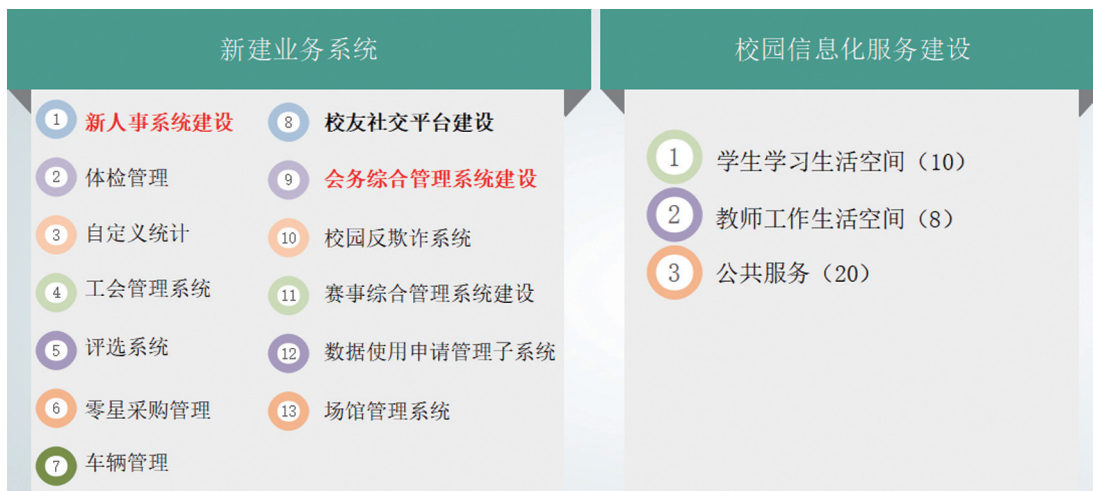 新建业务系统
1 新人事系统建设
2 体检管理
3 自定义统计
4 工会管理系统
5 评选系统
6 零星采购管理
7 车辆管理
8 校友社交平台建设
9 会务综合管理系统建设
10 校园反欺诈系统
11 赛事综合管理系统建设
12 数据使用申请管理子系统
13 场馆管理系统
校园信息化服务建设
1 学生学习生活空间（10）
2 教师工作生活空间（8）
3 公共服务（20）